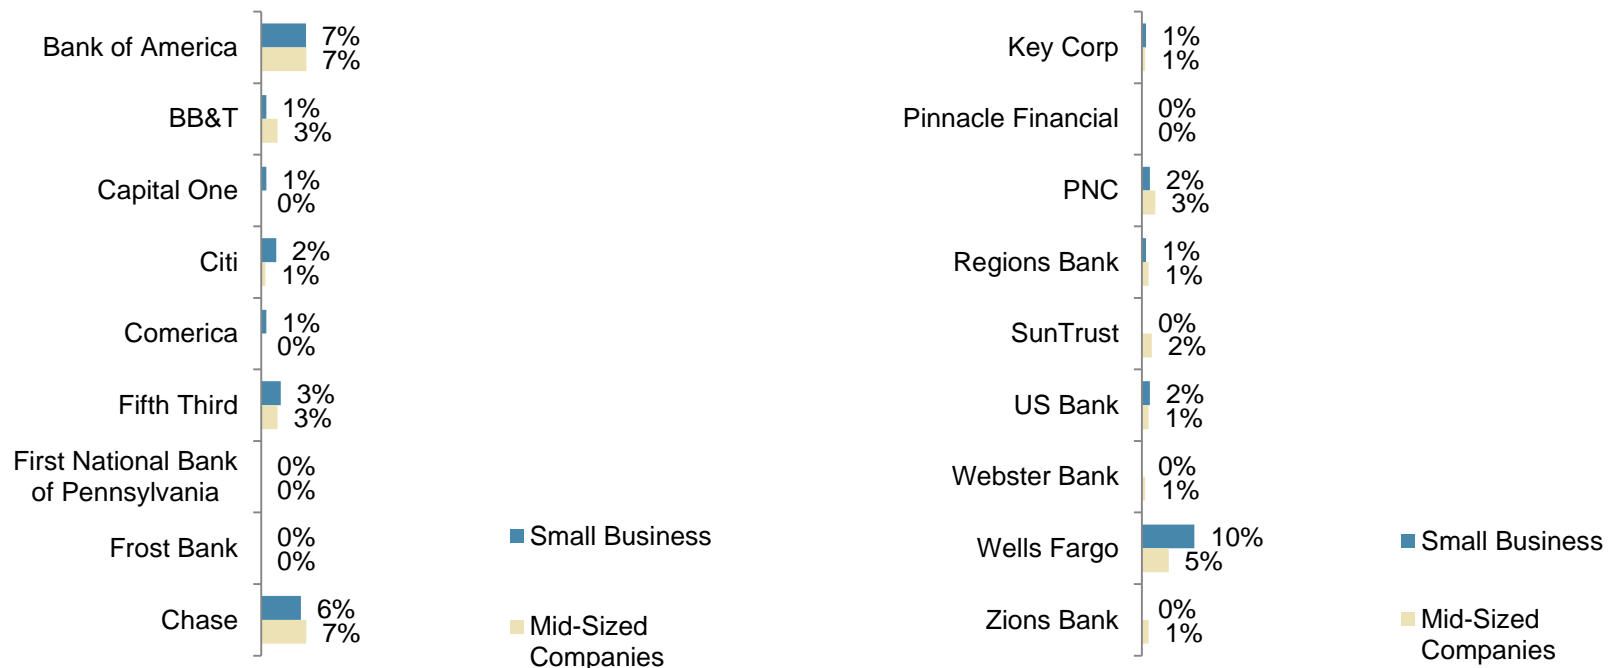 Bank of America
7%
7%
BB&T
1%
3%
Capital One
1%
0%
Citi
2%
1%
Comerica
1%
0%
Fifth Third
3%
3%
First National Bank
of Pennsylvania
0%
0%
Frost Bank
0%
0%
Chase
6%
7%
Small Business
Mid-Sized
Companies
Key Corp
1%
1%
Pinnacle Financial
0%
0%
PNC
2%
3%
Regions Bank
1%
1%
SunTrust
0%
2%
US Bank
2%
1%
Webster Bank
0%
1%
Wells Fargo
10%
5%
Zions Bank
0%
1%
Small Business
Mid-Sized
Companies